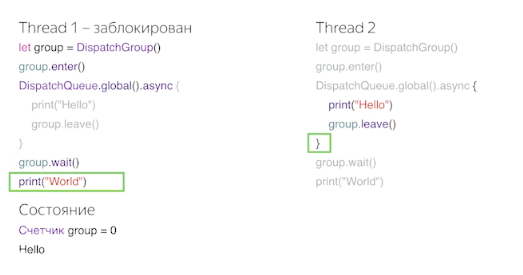 Thread 1 – заблокирован
let group = DispatchGroup()
group.enter()
DispatchQueue.global().async {
print("Hello")
group.leave()
}
group.wait()
print("World")
Состояние
Счетчик group = 0
Hello
Thread 2
let group = DispatchGroup()
group.enter()
DispatchQueue.global().async {
print("Hello")
group.leave()
}
group.wait()
print("World")